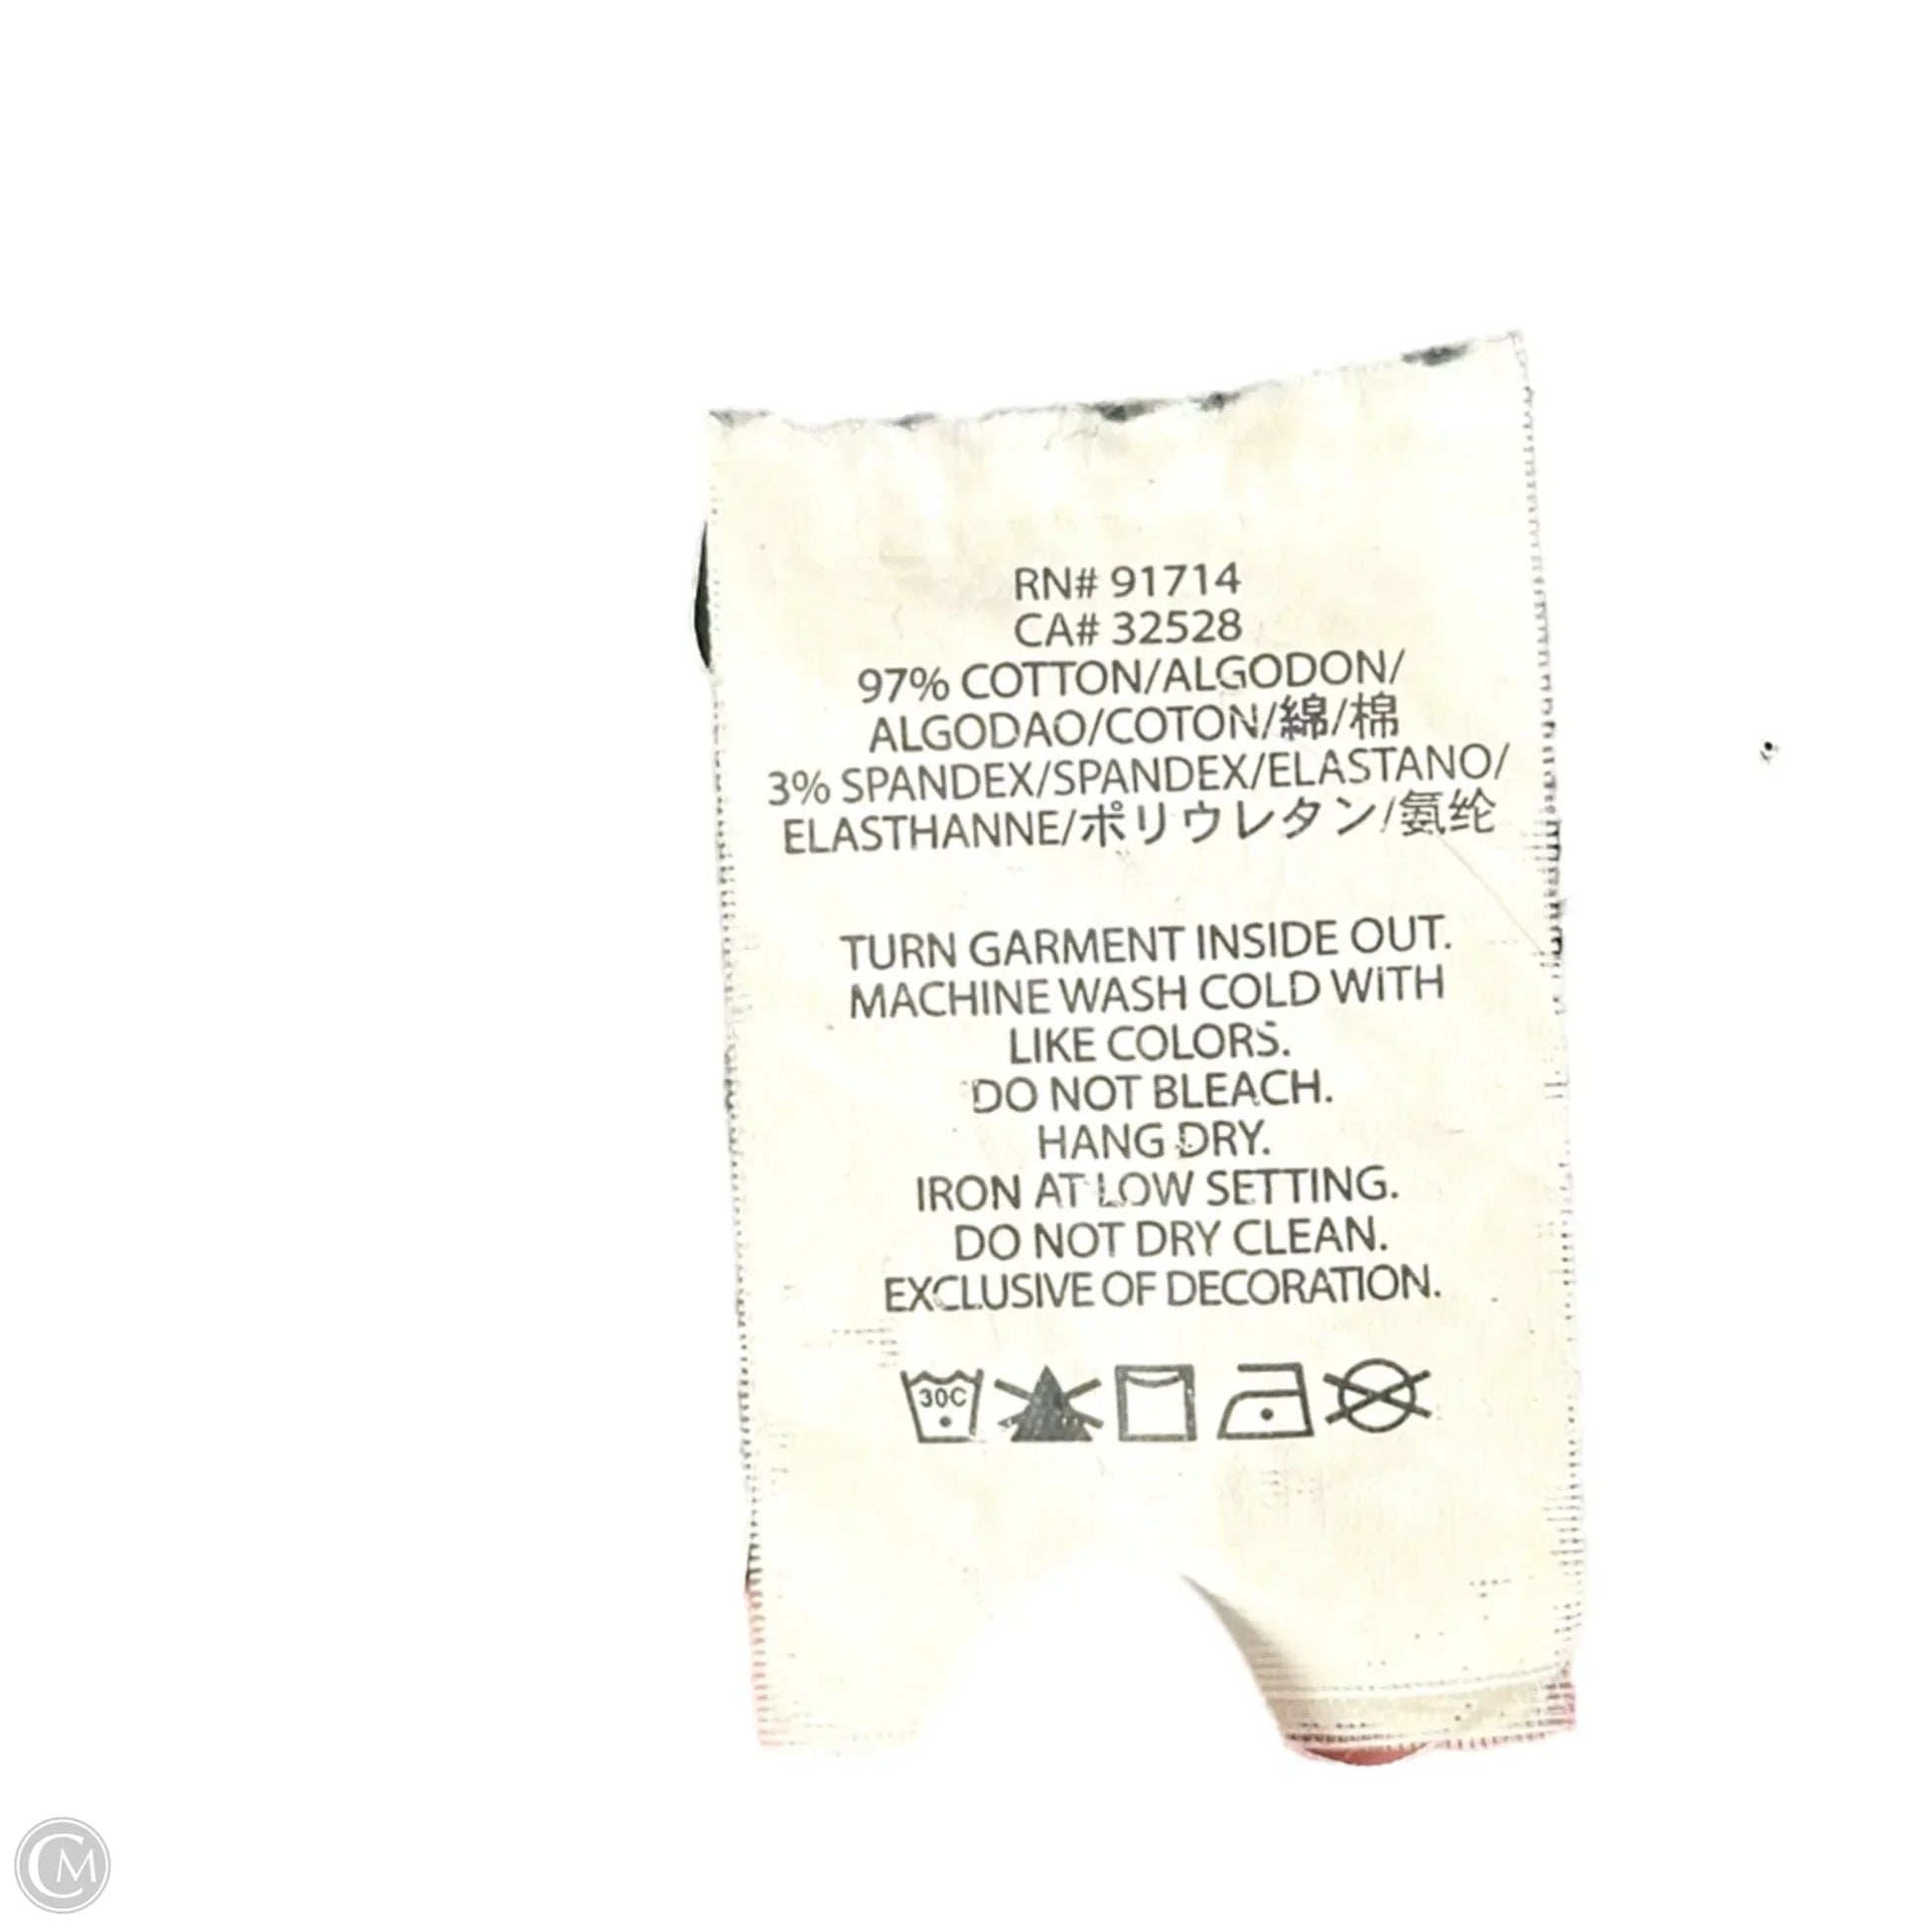 RN# 91714
CA# 32528
97% COTTON/ALGODON/
ALGODAO/COTON/綿/棉
3% SPANDEX/SPANDEX/ELASTANO/
ELASTHANNE/ポリウレタン/氨纶
TURN GARMENT INSIDE OUT.
MACHINE WASH COLD WITH
LIKE COLORS.
DO NOT BLEACH.
HANG DRY.
IRON AT LOW SETTING.
DO NOT DRY CLEAN.
EXCLUSIVE OF DECORATION.
30C
CM